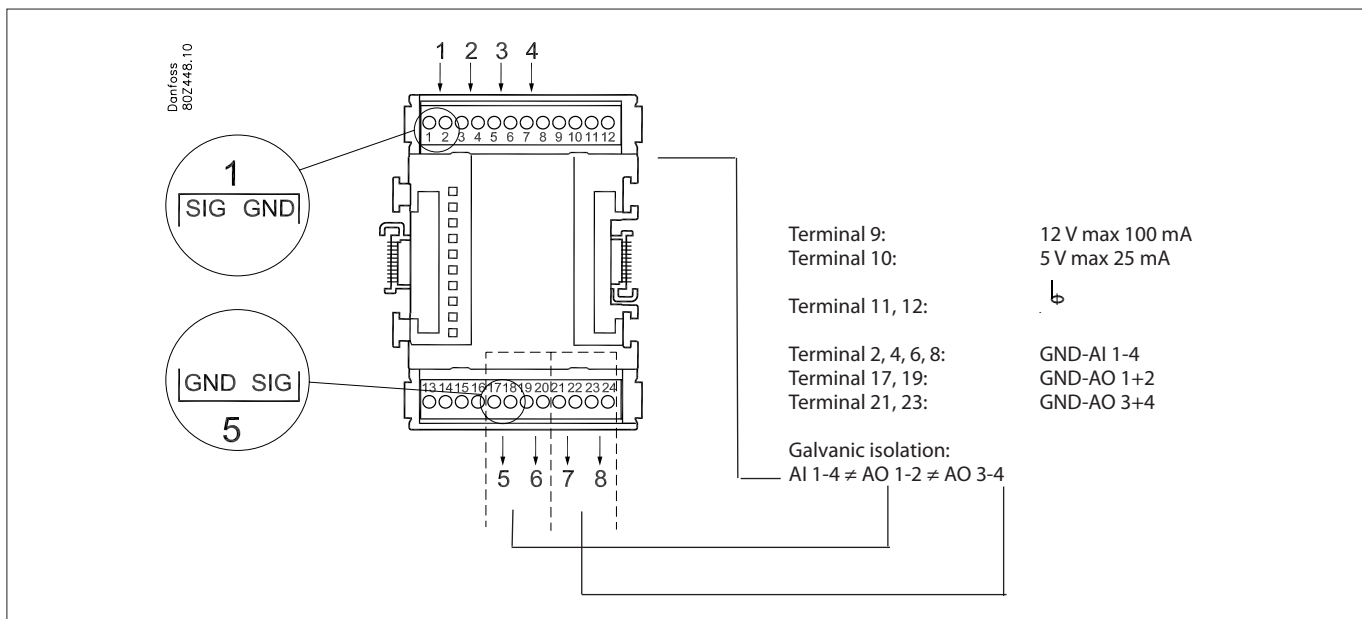 Danfoss
80Z448.10
1 2 3 4
1 2 3 4 5 6 7 8 9 10 11 12
1
SIG GND
GND SIG
5
13 14 15 16 17 18 19 20 21 22 23 24
5 6 7 8
Terminal 9: 12 V max 100 mA
Terminal 10: 5 V max 25 mA
Terminal 11, 12:
Terminal 2, 4, 6, 8: GND-AI 1-4
Terminal 17, 19: GND-AO 1+2
Terminal 21, 23: GND-AO 3+4
Galvanic isolation:
AI 1-4 ≠ AO 1-2 ≠ AO 3-4